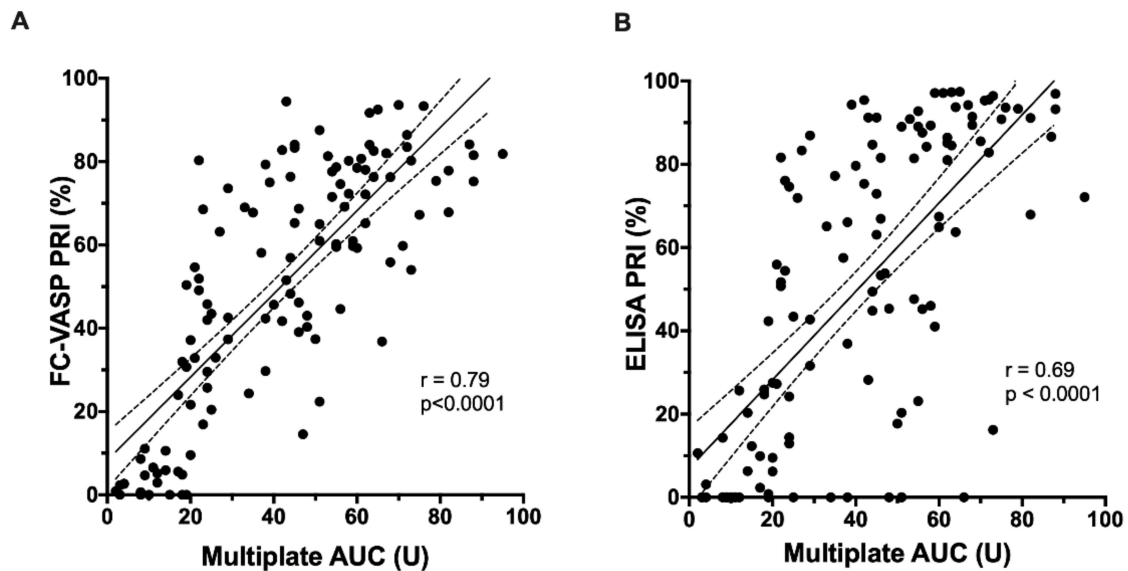 A
B
FC-VASP PRI (%)
100
80
60
40
20
0
0 20 40 60 80 100
Multiplate AUC (U)
r = 0.79
p<0.0001
ELISA PRI (%)
100
80
60
40
20
0
0 20 40 60 80 100
Multiplate AUC (U)
r = 0.69
p < 0.0001